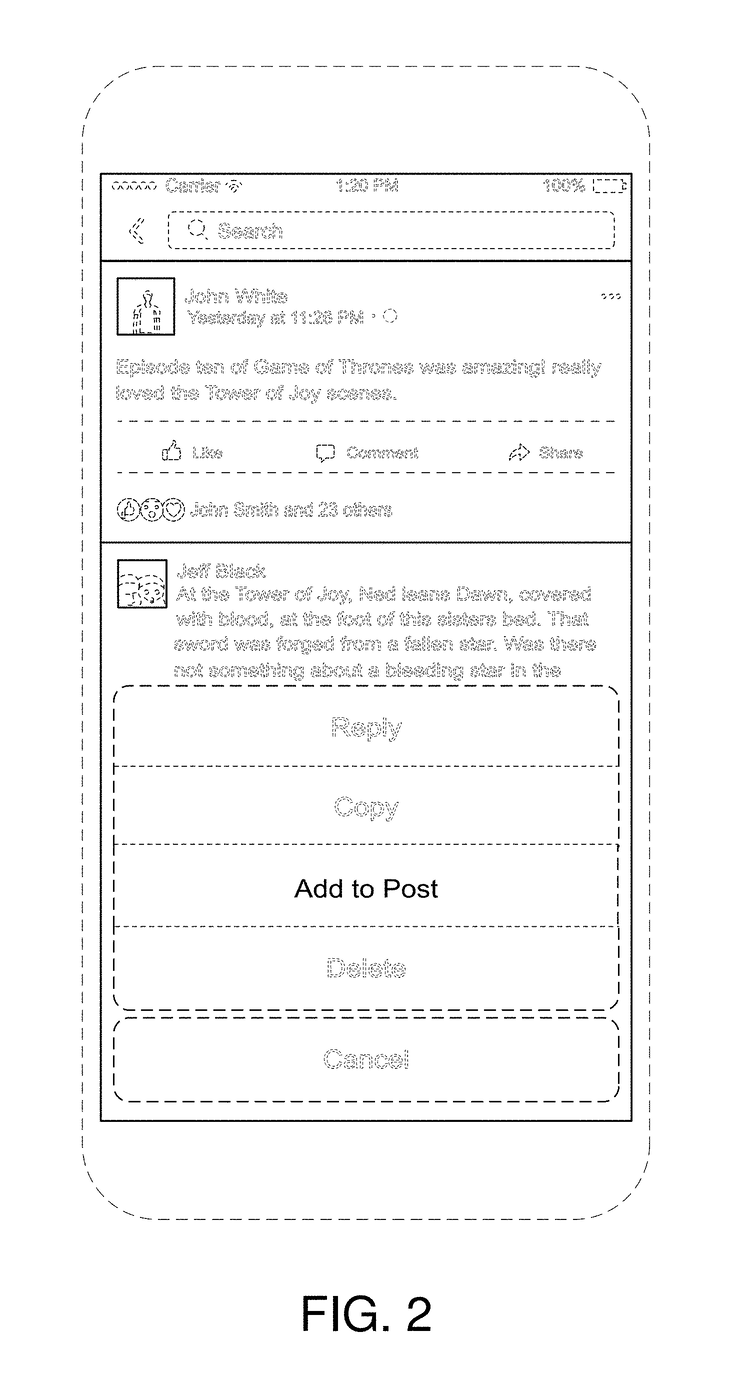 Carrier 1:20 PM 100%
Search
John White
Yesterday at 11:26 PM ·
Episode ten of Game of Thrones was amazing! really
loved the Tower of Joy scenes.
Like Comment Share
John Smith and 23 others
Jeff Black
At the Tower of Joy, Ned leans Dawn, covered
with blood, at the foot of this sisters bed. That
sword was forged from a fallen star. Was there
not something about a bleeding star in the
Reply
Copy
Add to Post
Delete
Cancel
FIG. 2